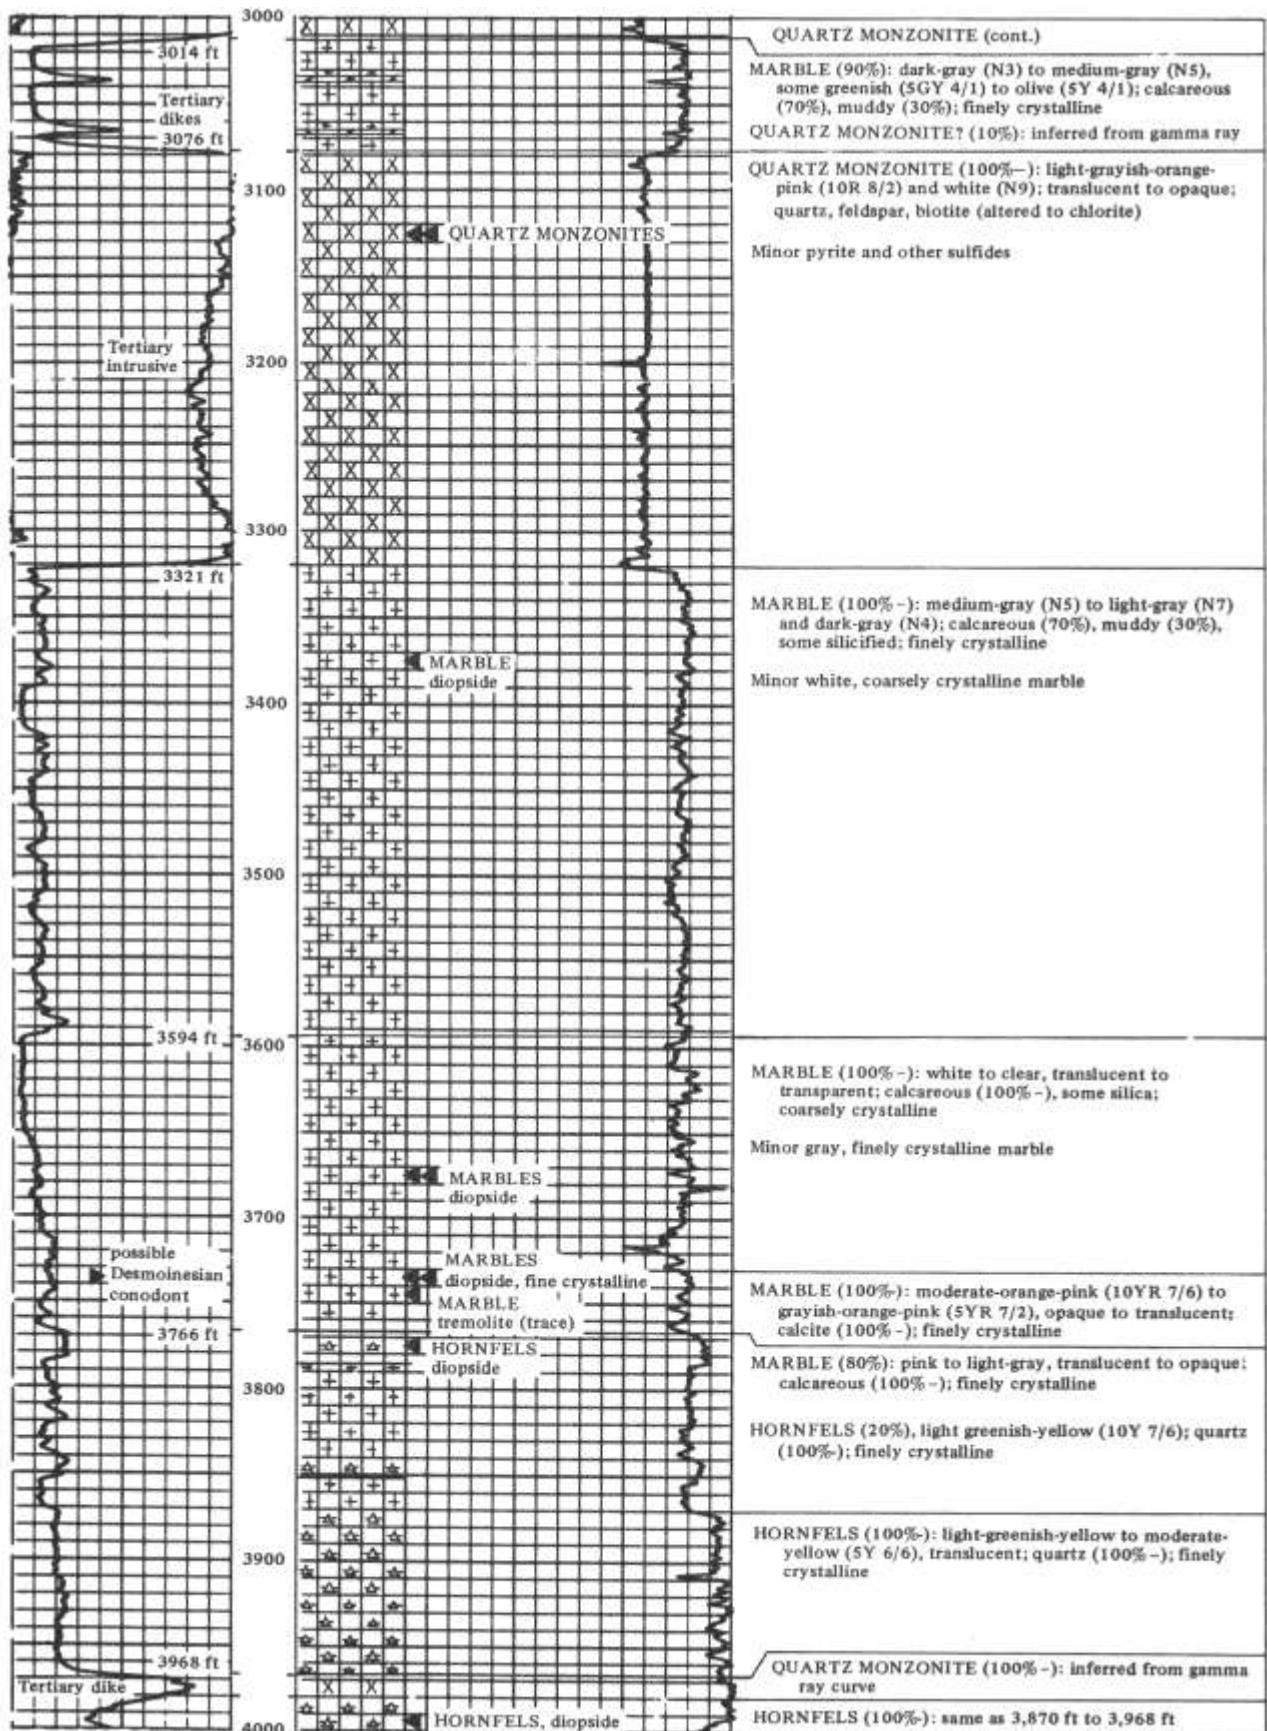 3000
3014 ft
Tertiary
dikes
3076 ft
3100
Tertiary
intrusive
3200
3300
3321 ft
3400
3500
3594 ft
3600
3700
possible
Desmoinesian
conodont
3766 ft
3800
3900
3968 ft
Tertiary dike
4000
QUARTZ MONZONITES
MARBLE
diopside
MARBLES
diopside
MARBLES
diopside, fine crystalline
MARBLE
tremolite (trace)
HORNFELS
diopside
HORNFELS, diopside
QUARTZ MONZONITE (cont.)
MARBLE (90%): dark-gray (N3) to medium-gray (N5),
some greenish (5GY 4/1) to olive (5Y 4/1); calcareous
(70%), muddy (30%); finely crystalline
QUARTZ MONZONITE? (10%): inferred from gamma ray
QUARTZ MONZONITE (100%-): light-grayish-orange-
pink (10R 8/2) and white (N9); translucent to opaque;
quartz, feldspar, biotite (altered to chlorite)
Minor pyrite and other sulfides
MARBLE (100%-): medium-gray (N5) to light-gray (N7)
and dark-gray (N4); calcareous (70%), muddy (30%),
some silicified; finely crystalline
Minor white, coarsely crystalline marble
MARBLE (100%-): white to clear, translucent to
transparent; calcareous (100%-), some silica;
coarsely crystalline
Minor gray, finely crystalline marble
MARBLE (100%-): moderate-orange-pink (10YR 7/6) to
grayish-orange-pink (5YR 7/2), opaque to translucent;
calcite (100%-); finely crystalline
MARBLE (80%): pink to light-gray, translucent to opaque;
calcareous (100%-); finely crystalline
HORNFELS (20%), light greenish-yellow (10Y 7/6); quartz
(100%-); finely crystalline
HORNFELS (100%-): light-greenish-yellow to moderate-
yellow (5Y 6/6), translucent; quartz (100%-); finely
crystalline
QUARTZ MONZONITE (100%-): inferred from gamma
ray curve
HORNFELS (100%-): same as 3,870 ft to 3,968 ft